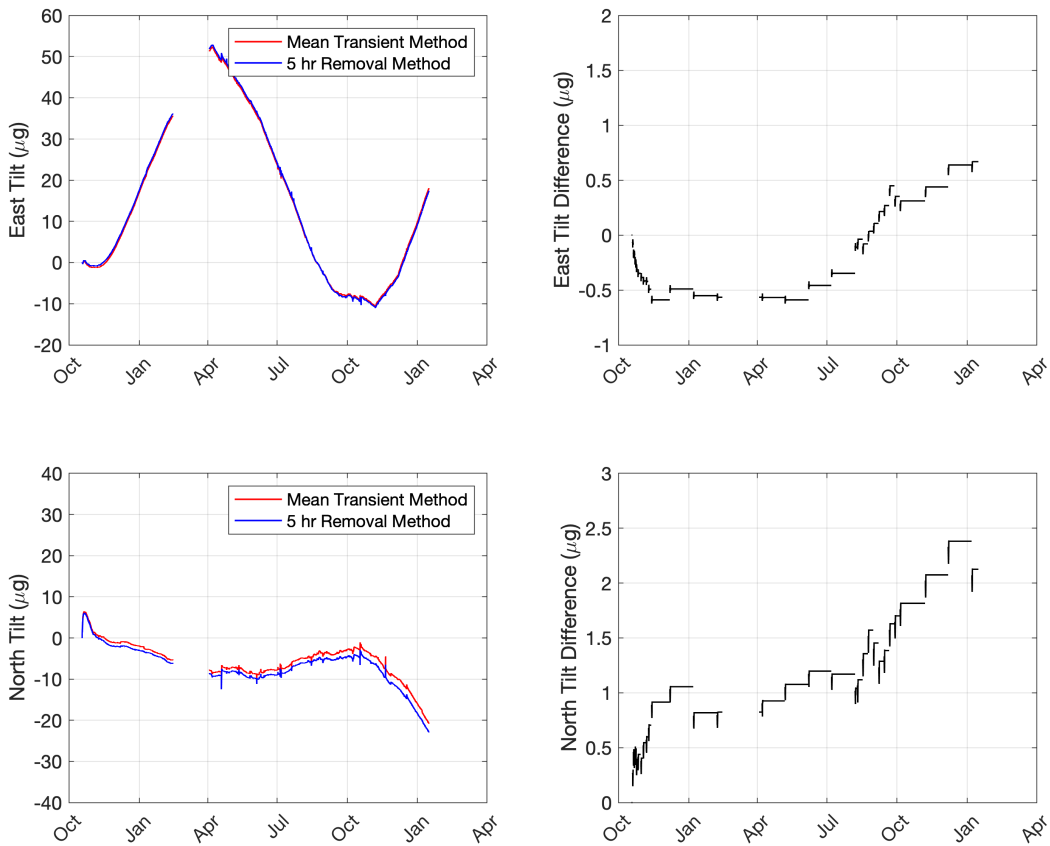 60
50
40
30
20
10
0
-10
-20
East Tilt (μg)
Mean Transient Method
5 hr Removal Method
Oct
Jan
Apr
Jul
Oct
Jan
Apr
2
1.5
1
0.5
0
-0.5
-1
East Tilt Difference (μg)
Oct
Jan
Apr
Jul
Oct
Jan
Apr
40
30
20
10
0
-10
-20
-30
-40
North Tilt (μg)
Mean Transient Method
5 hr Removal Method
Oct
Jan
Apr
Jul
Oct
Jan
Apr
3
2.5
2
1.5
1
0.5
0
North Tilt Difference (μg)
Oct
Jan
Apr
Jul
Oct
Jan
Apr